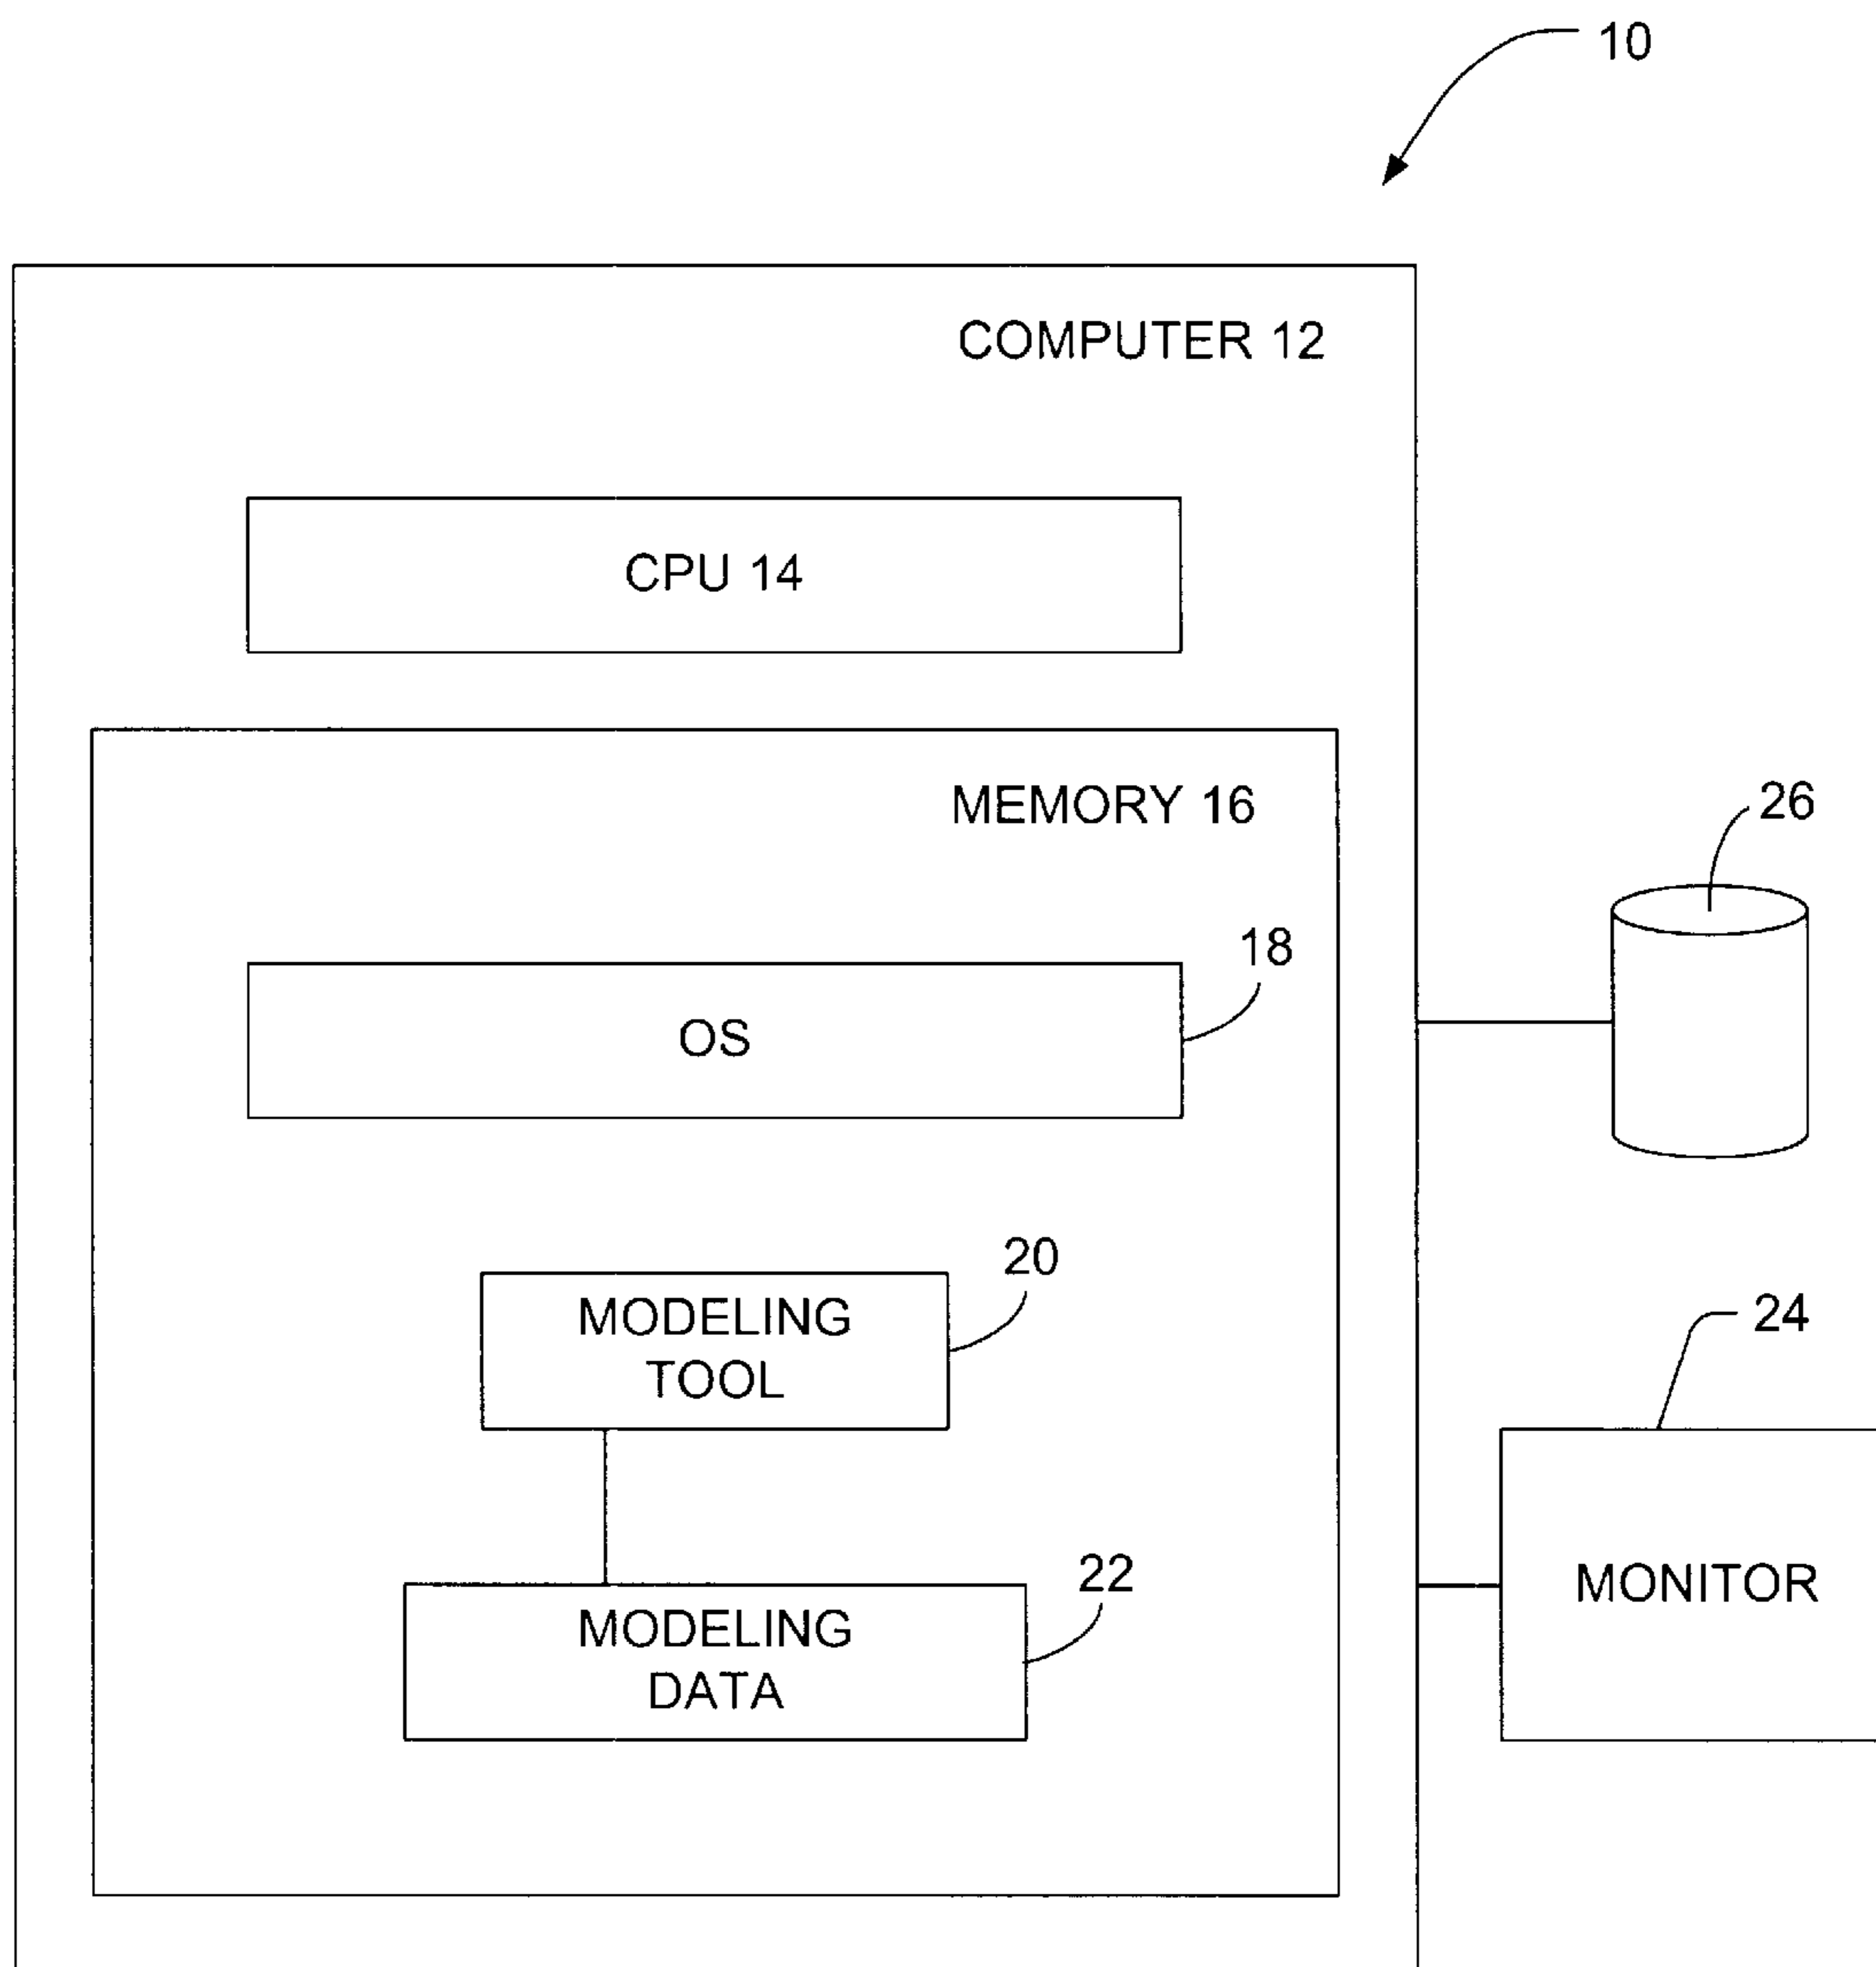 10
COMPUTER 12
CPU 14
MEMORY 16
26
18
OS
20
MODELING
TOOL
24
22
MODELING
DATA
MONITOR